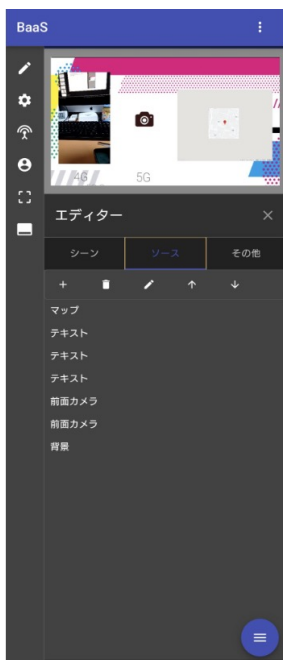 BaaS
4G
5G
エディター
シーン
ソース
その他
マップ
テキスト
テキスト
テキスト
前面カメラ
前面カメラ
背景